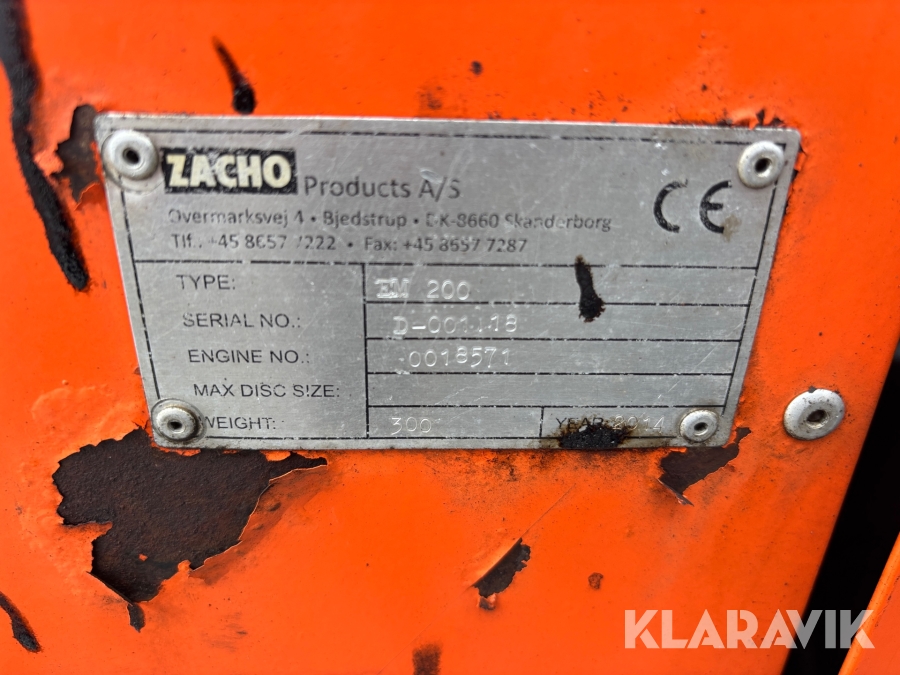 ZACHO Products A/S
Overmarksvej 4 • Bjedstrup • DK-8660 Skanderborg
Tlf.: +45 8657 7222 • Fax: +45 8657 7287
CE
TYPE: EM 200
SERIAL NO.:
ENGINE NO.: 0018571
MAX DISC SIZE:
WEIGHT: 300 YEAR: 2014
KLARAVIK